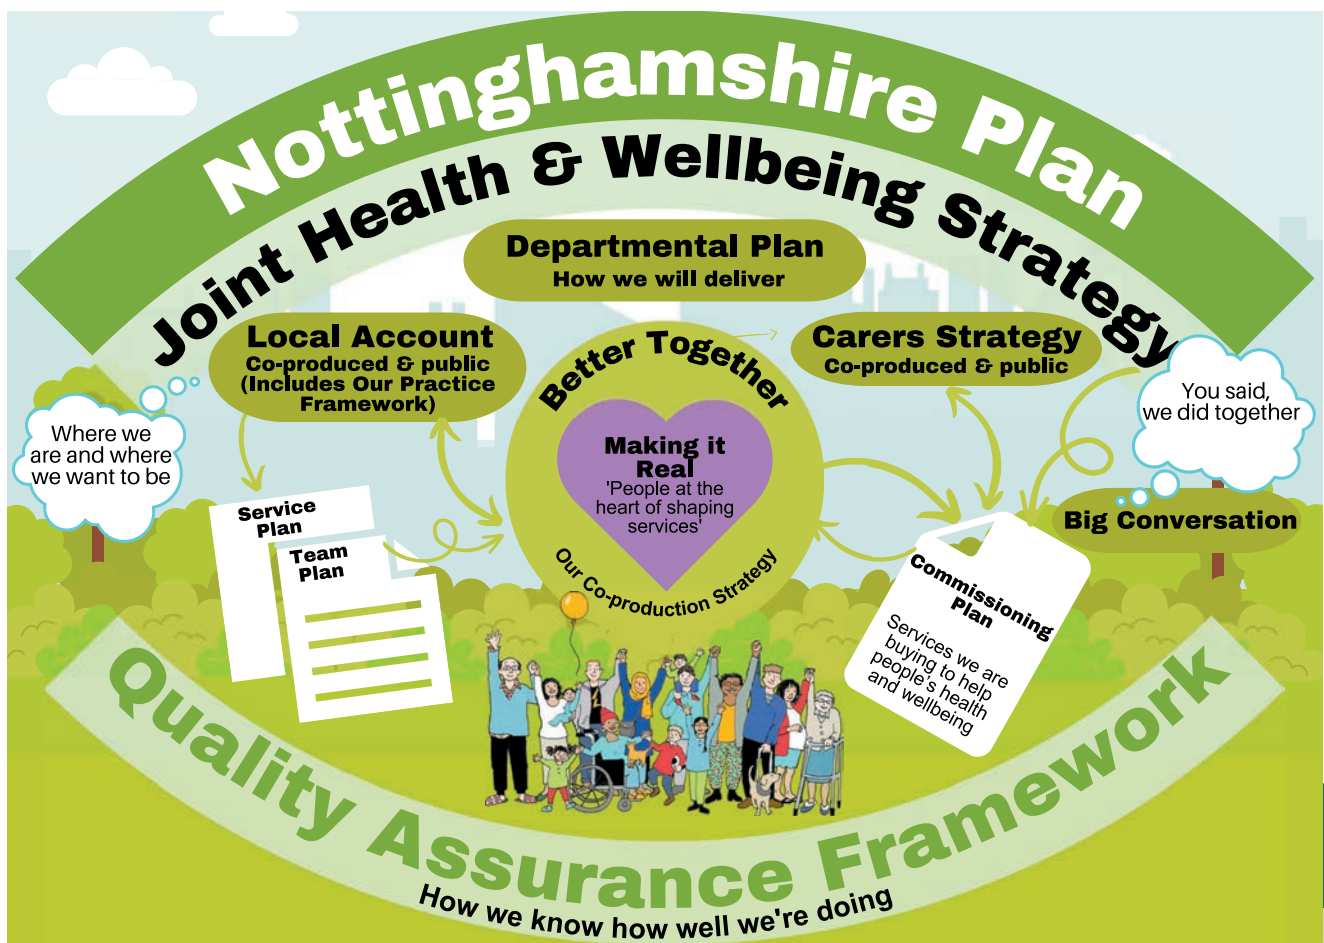 Nottinghamshire Plan
Joint Health & Wellbeing Strategy
Departmental Plan
How we will deliver
Local Account
Co-produced & public
(Includes Our Practice
Framework)
Carers Strategy
Co-produced & public
Where we
are and where
we want to be
You said,
we did together
Big Conversation
Better Together
Making it
Real
'People at the
heart of shaping
services'
Our Co-production Strategy
Service
Plan
Team
Plan
Commissioning
Plan
Services we are
buying to help
people's health
and wellbeing
Quality Assurance Framework
How we know how well we're doing